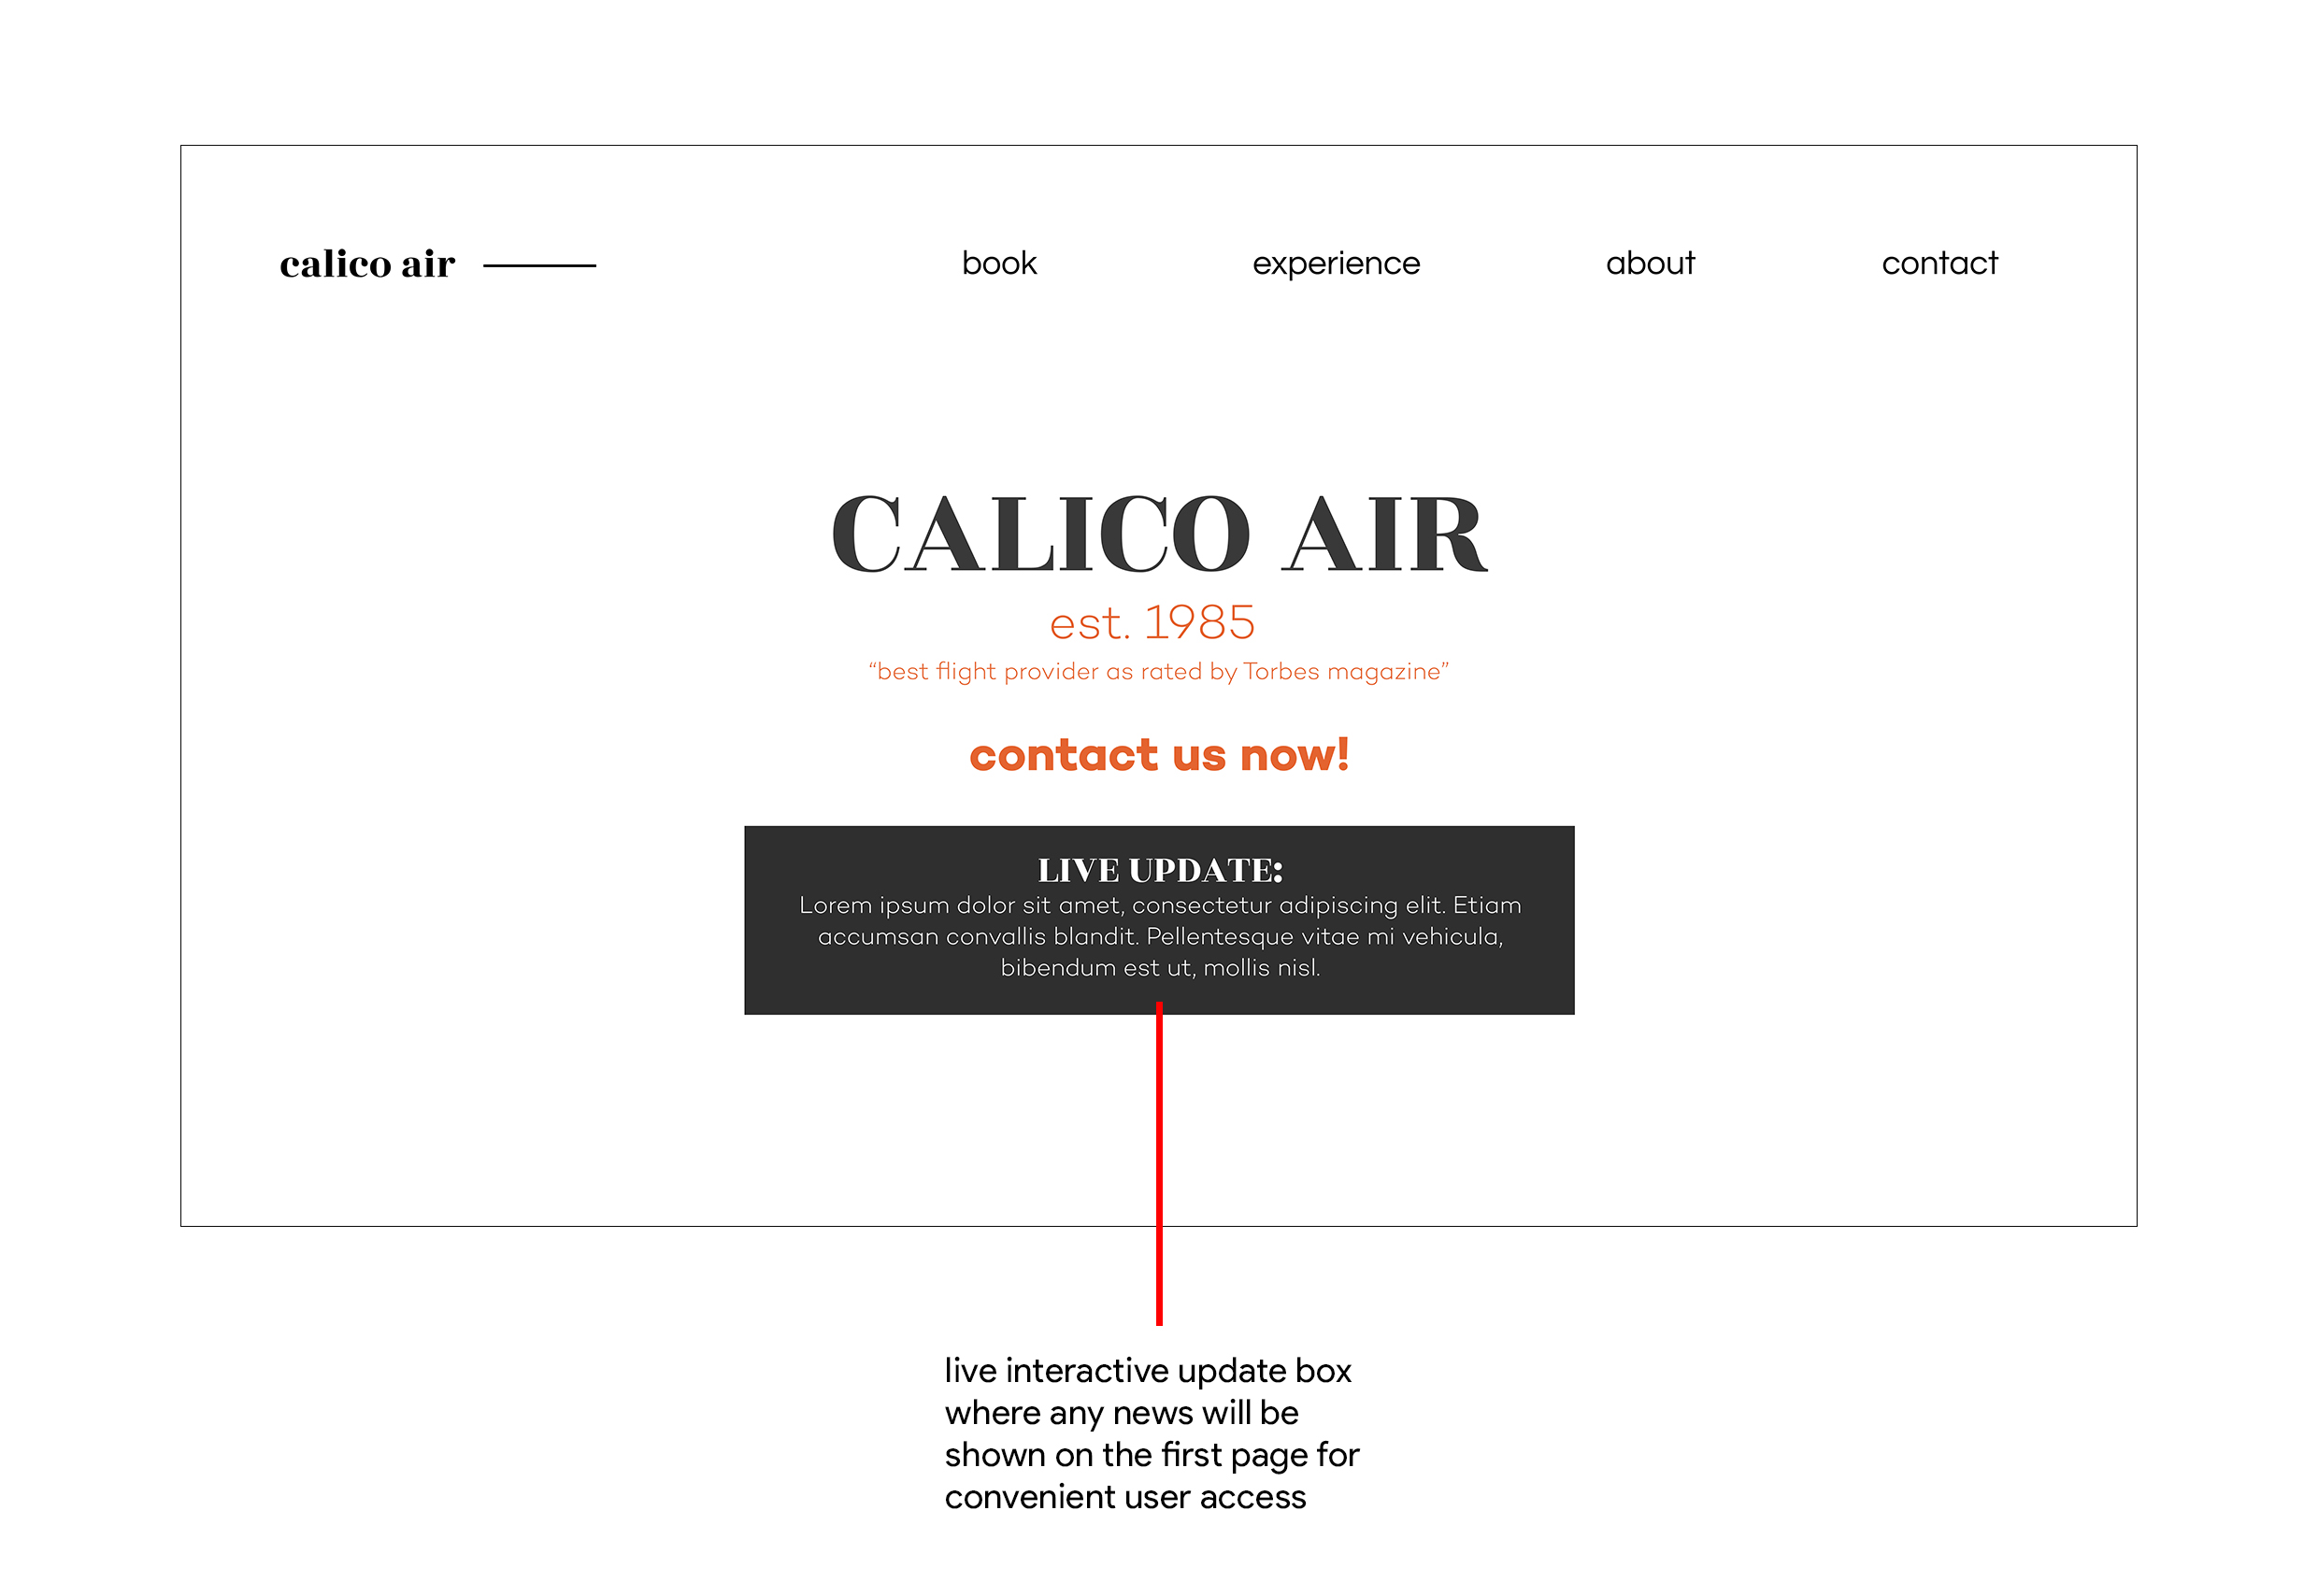 calico air
book experience about contact
CALICO AIR
est. 1985
“best flight provider as rated by Torbes magazine”
contact us now!
LIVE UPDATE:
Lorem ipsum dolor sit amet, consectetur adipiscing elit. Etiam
accumsan convallis blandit. Pellentesque vitae mi vehicula,
bibendum est ut, mollis nisl.
live interactive update box
where any news will be
shown on the first page for
convenient user access